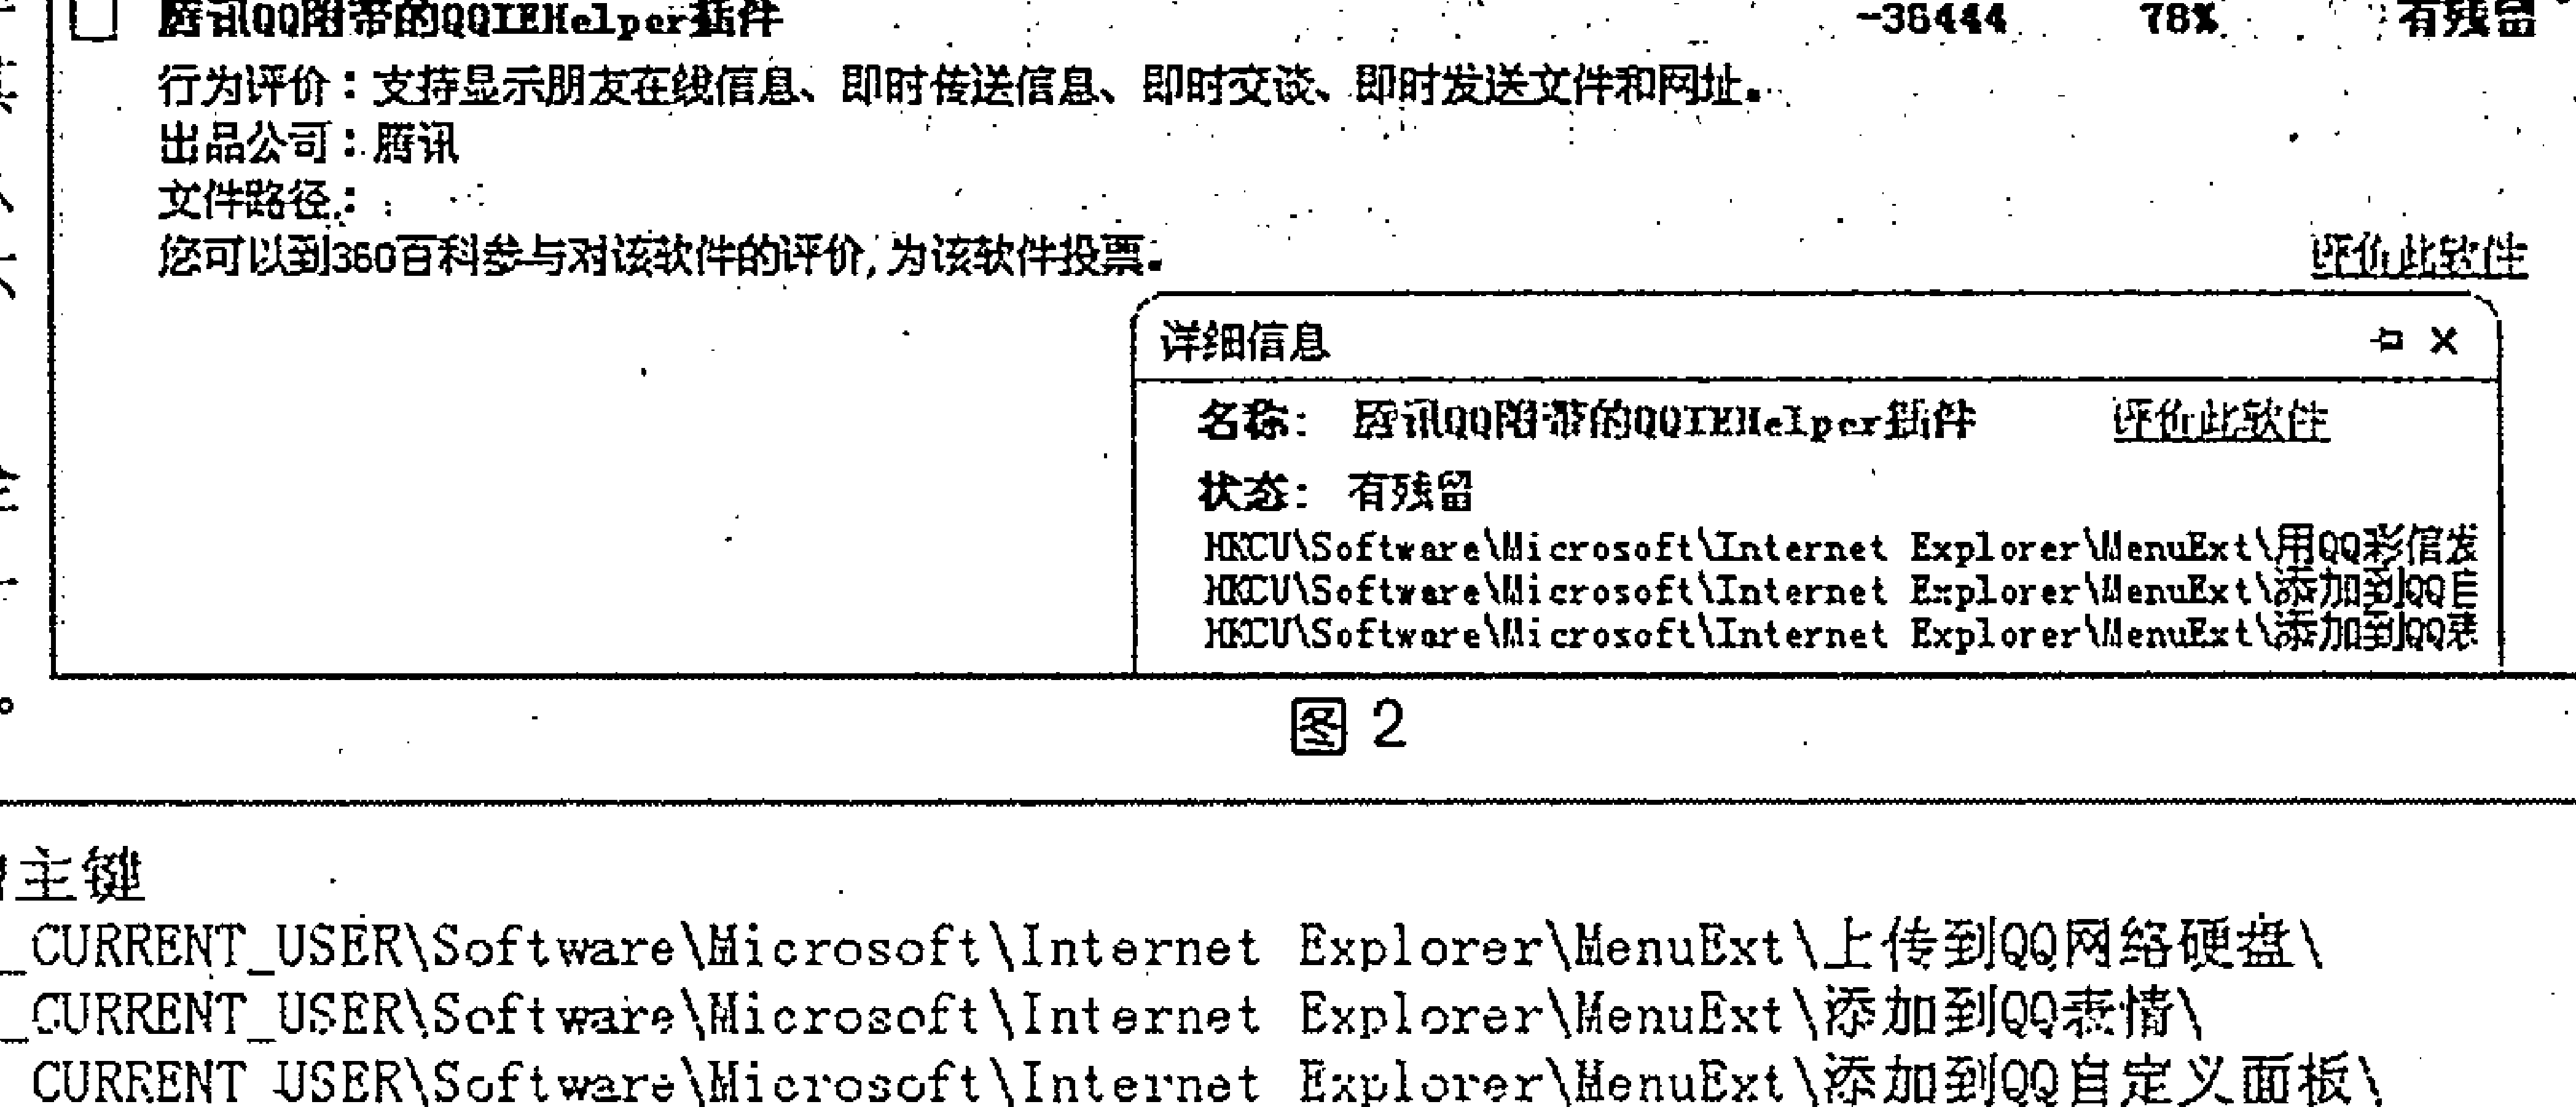 腾讯QQ附带的QQIEHelper插件 -36444 78% 有残留
行为评价：支持显示朋友在线信息、即时传送信息、即时交谈、即时发送文件和网址。
出品公司：腾讯
文件路径：
您可以到360百科参与对该软件的评价,为该软件投票。 评价此软件
详细信息
名称: 腾讯QQ附带的QQIEHelper插件 评价此软件
状态: 有残留
HKCU\Software\Microsoft\Internet Explorer\MenuExt\用QQ彩信发
HKCU\Software\Microsoft\Internet Explorer\MenuExt\添加到QQ自
HKCU\Software\Microsoft\Internet Explorer\MenuExt\添加到QQ表
图 2
主键
_CURRENT_USER\Software\Microsoft\Internet Explorer\MenuExt\上传到QQ网络硬盘\
_CURRENT_USER\Software\Microsoft\Internet Explorer\MenuExt\添加到QQ表情\
CURRENT_USER\Software\Microsoft\Internet Explorer\MenuExt\添加到QQ自定义面板\